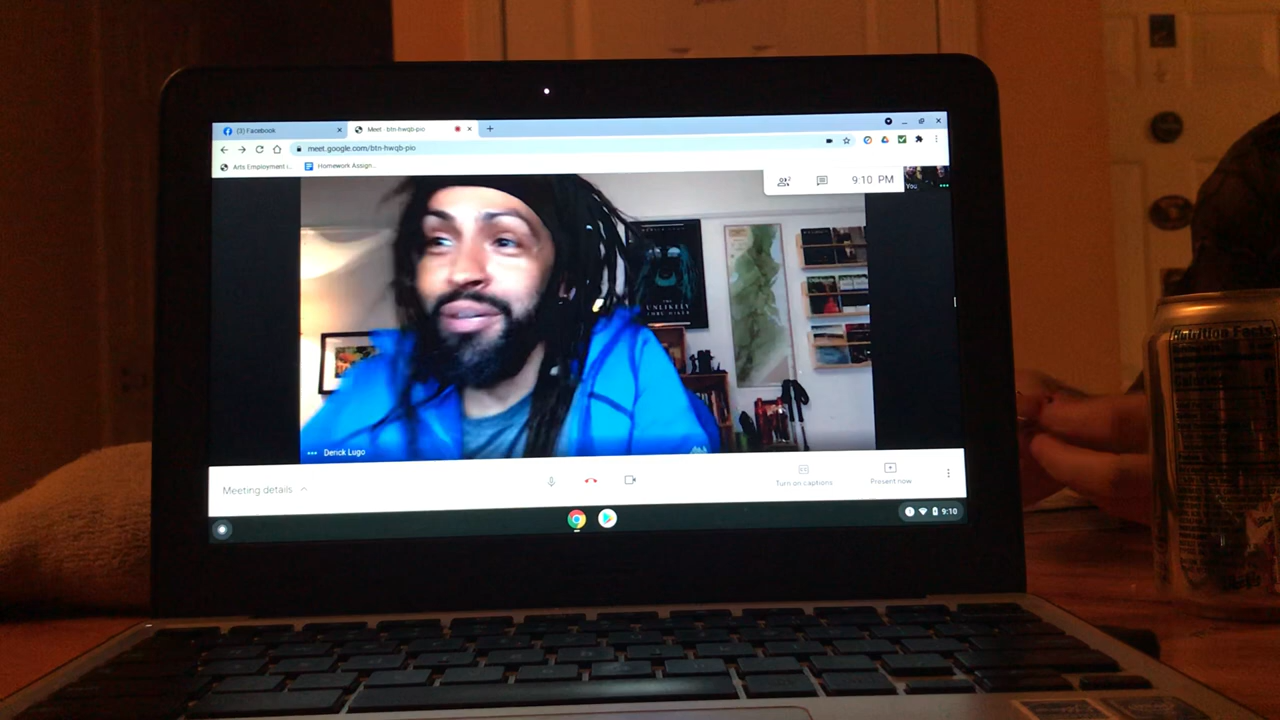 (3) Facebook
Meet - btn-hwqb-pio
meet.google.com/btn-hwqb-pio
Arts Employment i...
Homework Assign...
9:10 PM
You
UNLIKELY
Derick Lugo
Meeting details
Turn on captions
Present now
9:10
Nutrition Facts
Calories